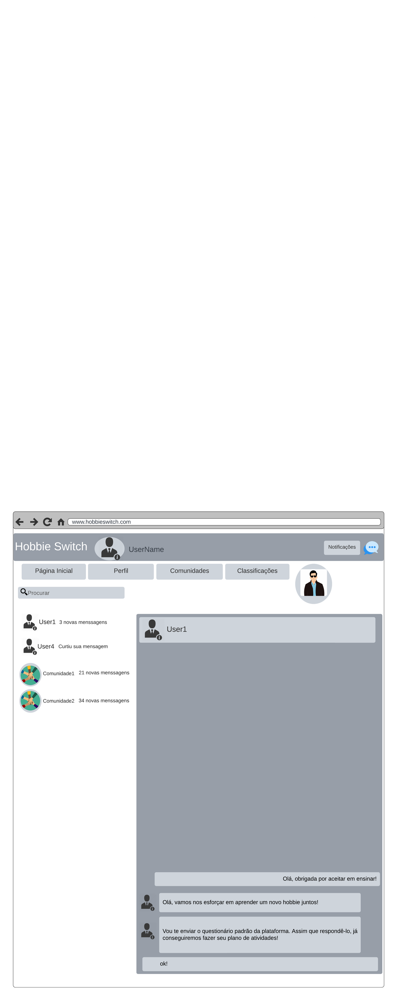 www.hobbieswitch.com
Hobbie Switch
UserName
Notificações
Página Inicial
Perfil
Comunidades
Classificações
Procurar
User1 3 novas menssagens
User4 Curtiu sua mensagem
Comunidade1 21 novas menssagens
Comunidade2 34 novas menssagens
User1
Olá, obrigada por aceitar em ensinar!
Olá, vamos nos esforçar em aprender um novo hobbie juntos!
Vou te enviar o questionário padrão da plataforma. Assim que respondê-lo, já
conseguiremos fazer seu plano de atividades!
ok!